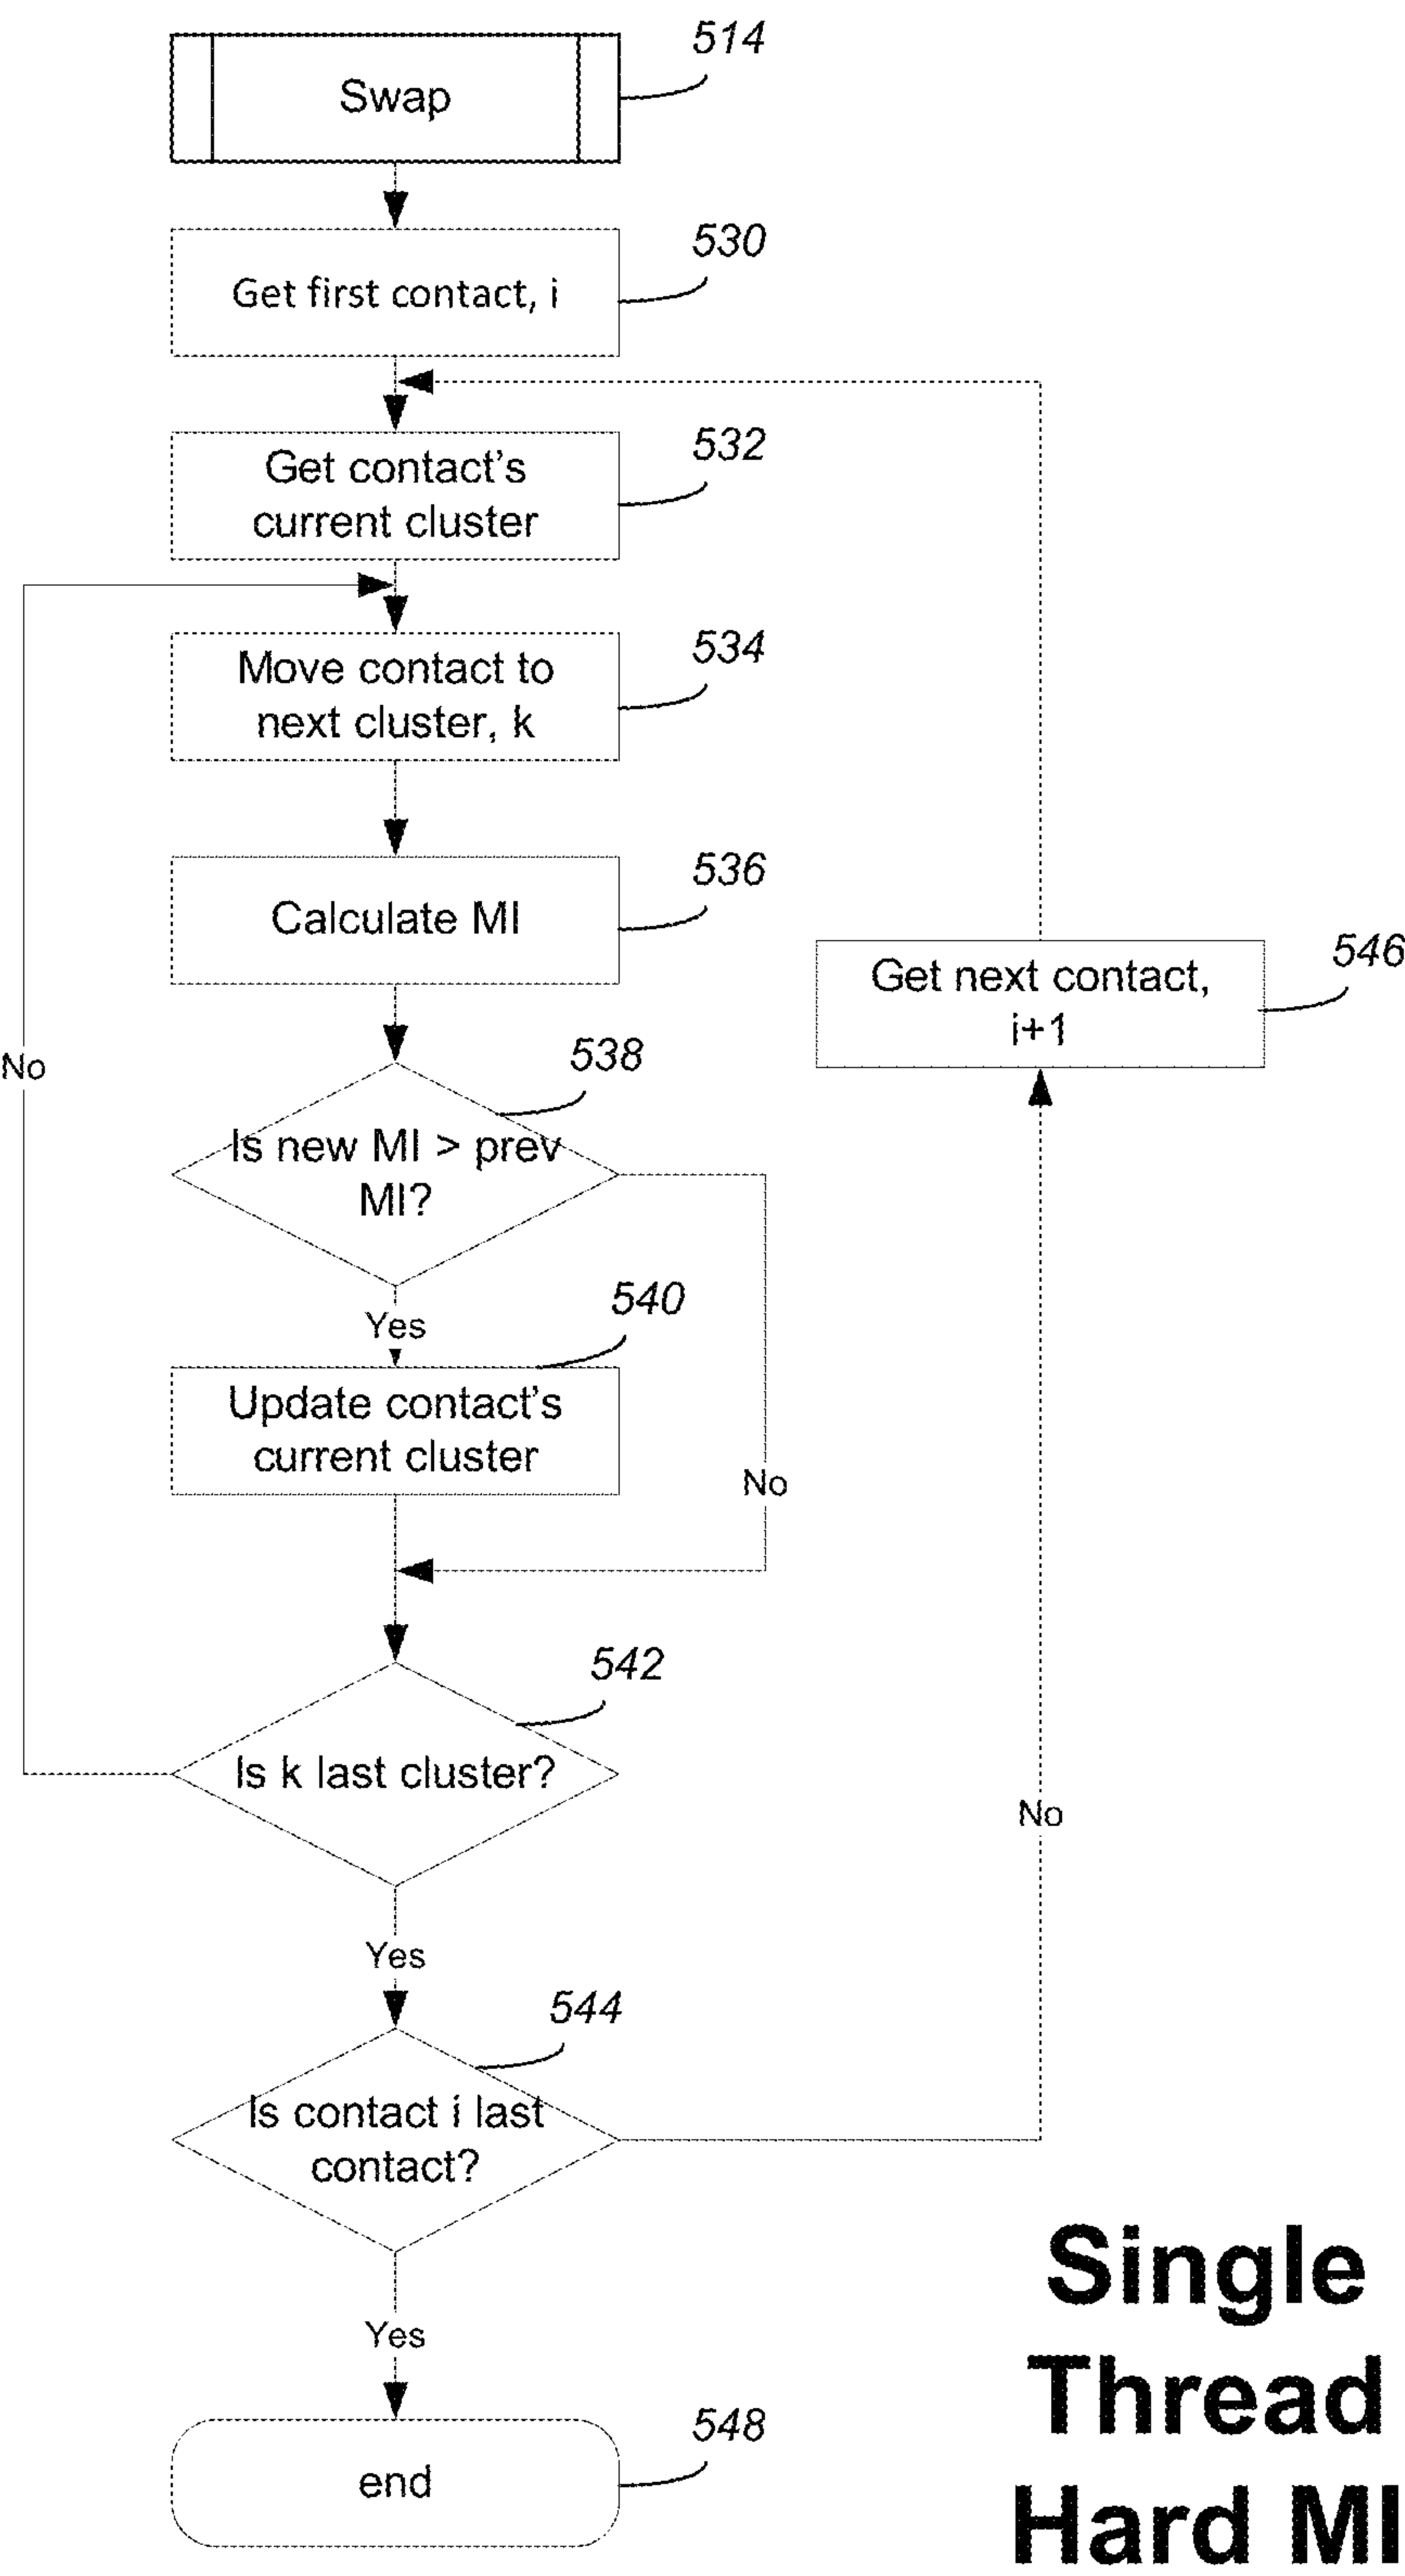 Swap
514
Get first contact, i
530
Get contact's
current cluster
532
Move contact to
next cluster, k
534
Calculate MI
536
Get next contact,
i+1
546
No
538
Is new MI > prev
MI?
Yes
540
Update contact's
current cluster
No
542
Is k last cluster?
No
Yes
544
Is contact i last
contact?
Yes
end
548
Single
Thread
Hard MI